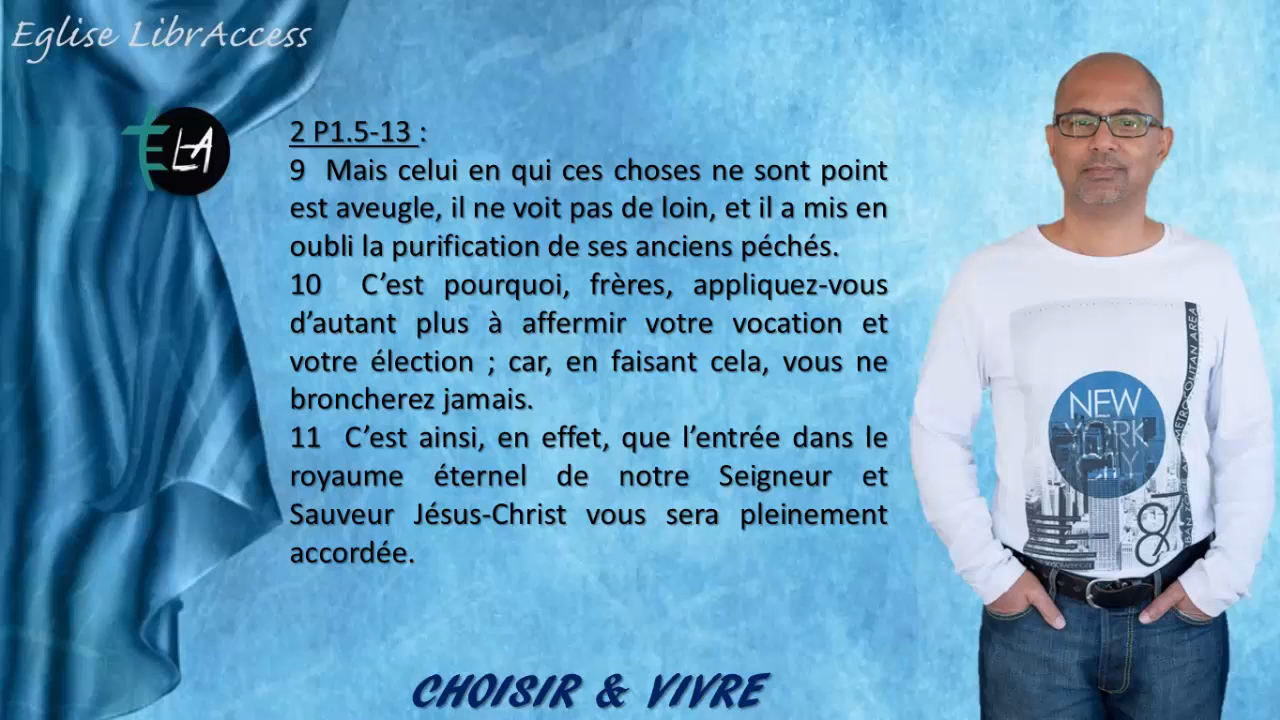 Eglise LibrAccess
ELA
2 P1.5-13 :
9 Mais celui en qui ces choses ne sont point
est aveugle, il ne voit pas de loin, et il a mis en
oubli la purification de ses anciens péchés.
10 C’est pourquoi, frères, appliquez-vous
d’autant plus à affermir votre vocation et
votre élection ; car, en faisant cela, vous ne
broncherez jamais.
11 C’est ainsi, en effet, que l’entrée dans le
royaume éternel de notre Seigneur et
Sauveur Jésus-Christ vous sera pleinement
accordée.
METROPOLITAN AREA
NEW
YORK
CITY
87
CHOISIR & VIVRE